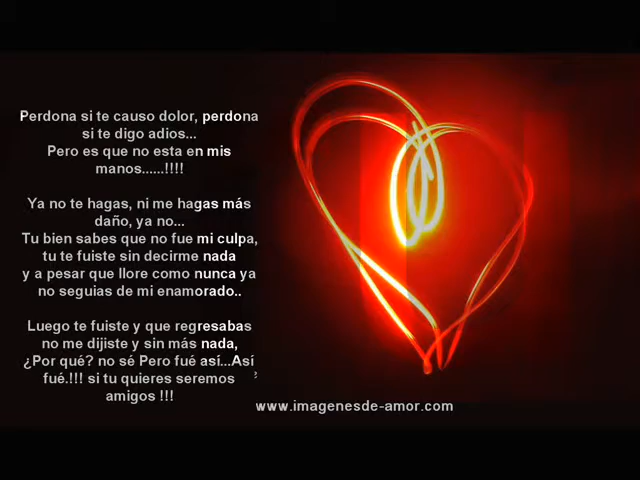 Perdona si te causo dolor, perdona
si te digo adios...
Pero es que no esta en mis
manos......!!!!
Ya no te hagas, ni me hagas más
daño, ya no...
Tu bien sabes que no fue mi culpa,
tu te fuiste sin decirme nada
y a pesar que llore como nunca ya
no seguias de mi enamorado..
Luego te fuiste y que regresabas
no me dijiste y sin más nada,
¿Por qué? no sé Pero fué así...Así
fué.!!! si tu quieres seremos
amigos !!!
www.imagenesde-amor.com